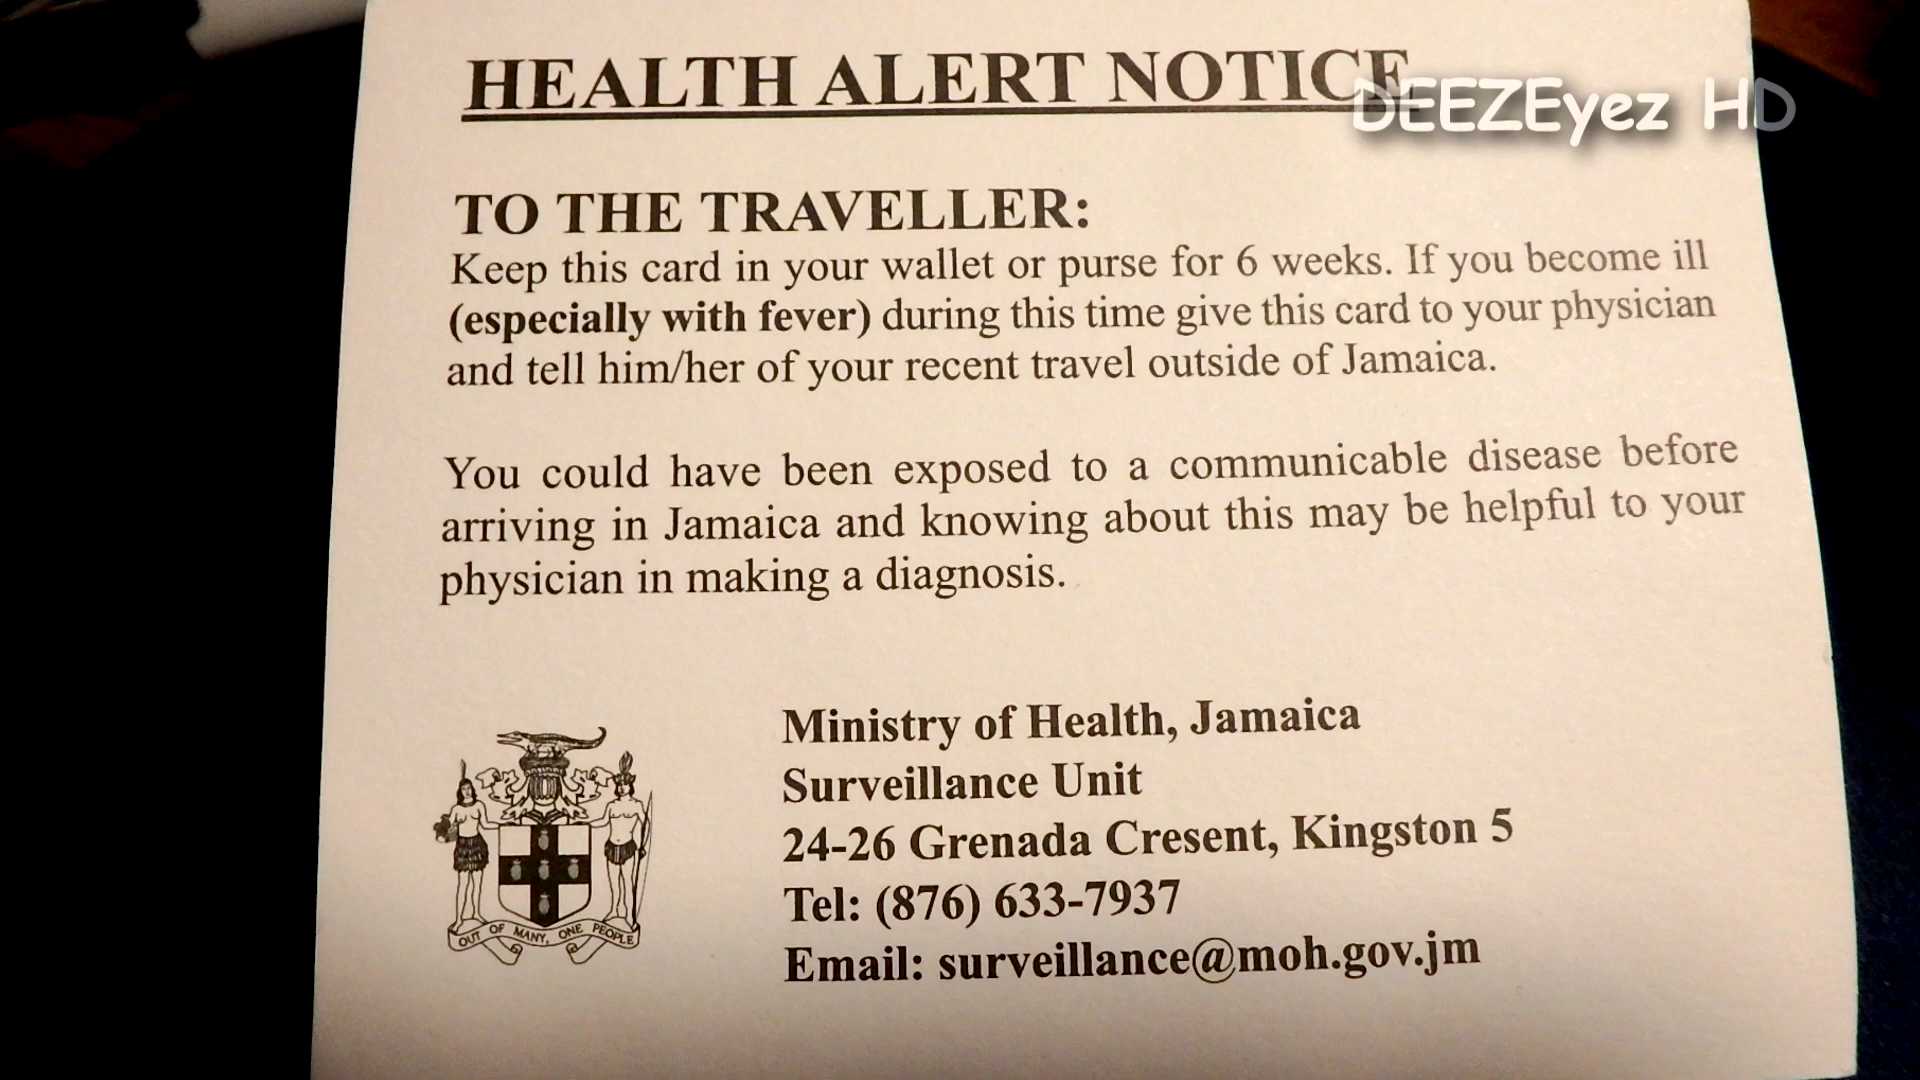 HEALTH ALERT NOTICE
DEEZEyez HD
TO THE TRAVELLER:
Keep this card in your wallet or purse for 6 weeks. If you become ill
(especially with fever) during this time give this card to your physician
and tell him/her of your recent travel outside of Jamaica.
You could have been exposed to a communicable disease before
arriving in Jamaica and knowing about this may be helpful to your
physician in making a diagnosis.
Ministry of Health, Jamaica
Surveillance Unit
24-26 Grenada Cresent, Kingston 5
Tel: (876) 633-7937
Email: surveillance@moh.gov.jm
OUT OF MANY, ONE PEOPLE